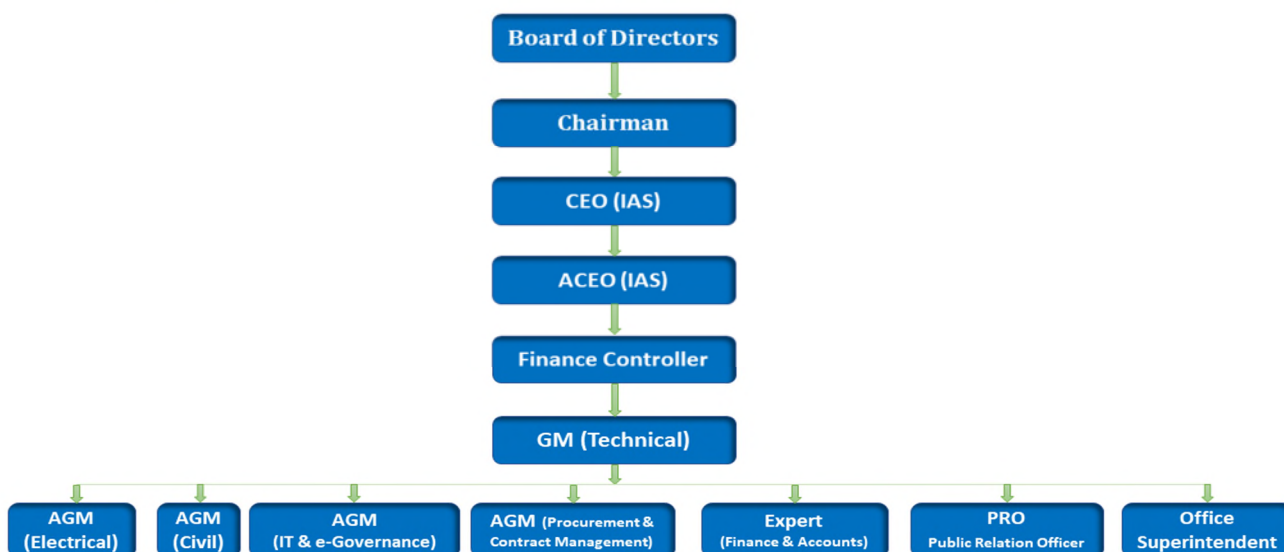 Board of Directors
Chairman
CEO (IAS)
ACEO (IAS)
Finance Controller
GM (Technical)
AGM
(Electrical)
AGM
(Civil)
AGM
(IT & e-Governance)
AGM (Procurement &
Contract Management)
Expert
(Finance & Accounts)
PRO
Public Relation Officer
Office
Superintendent